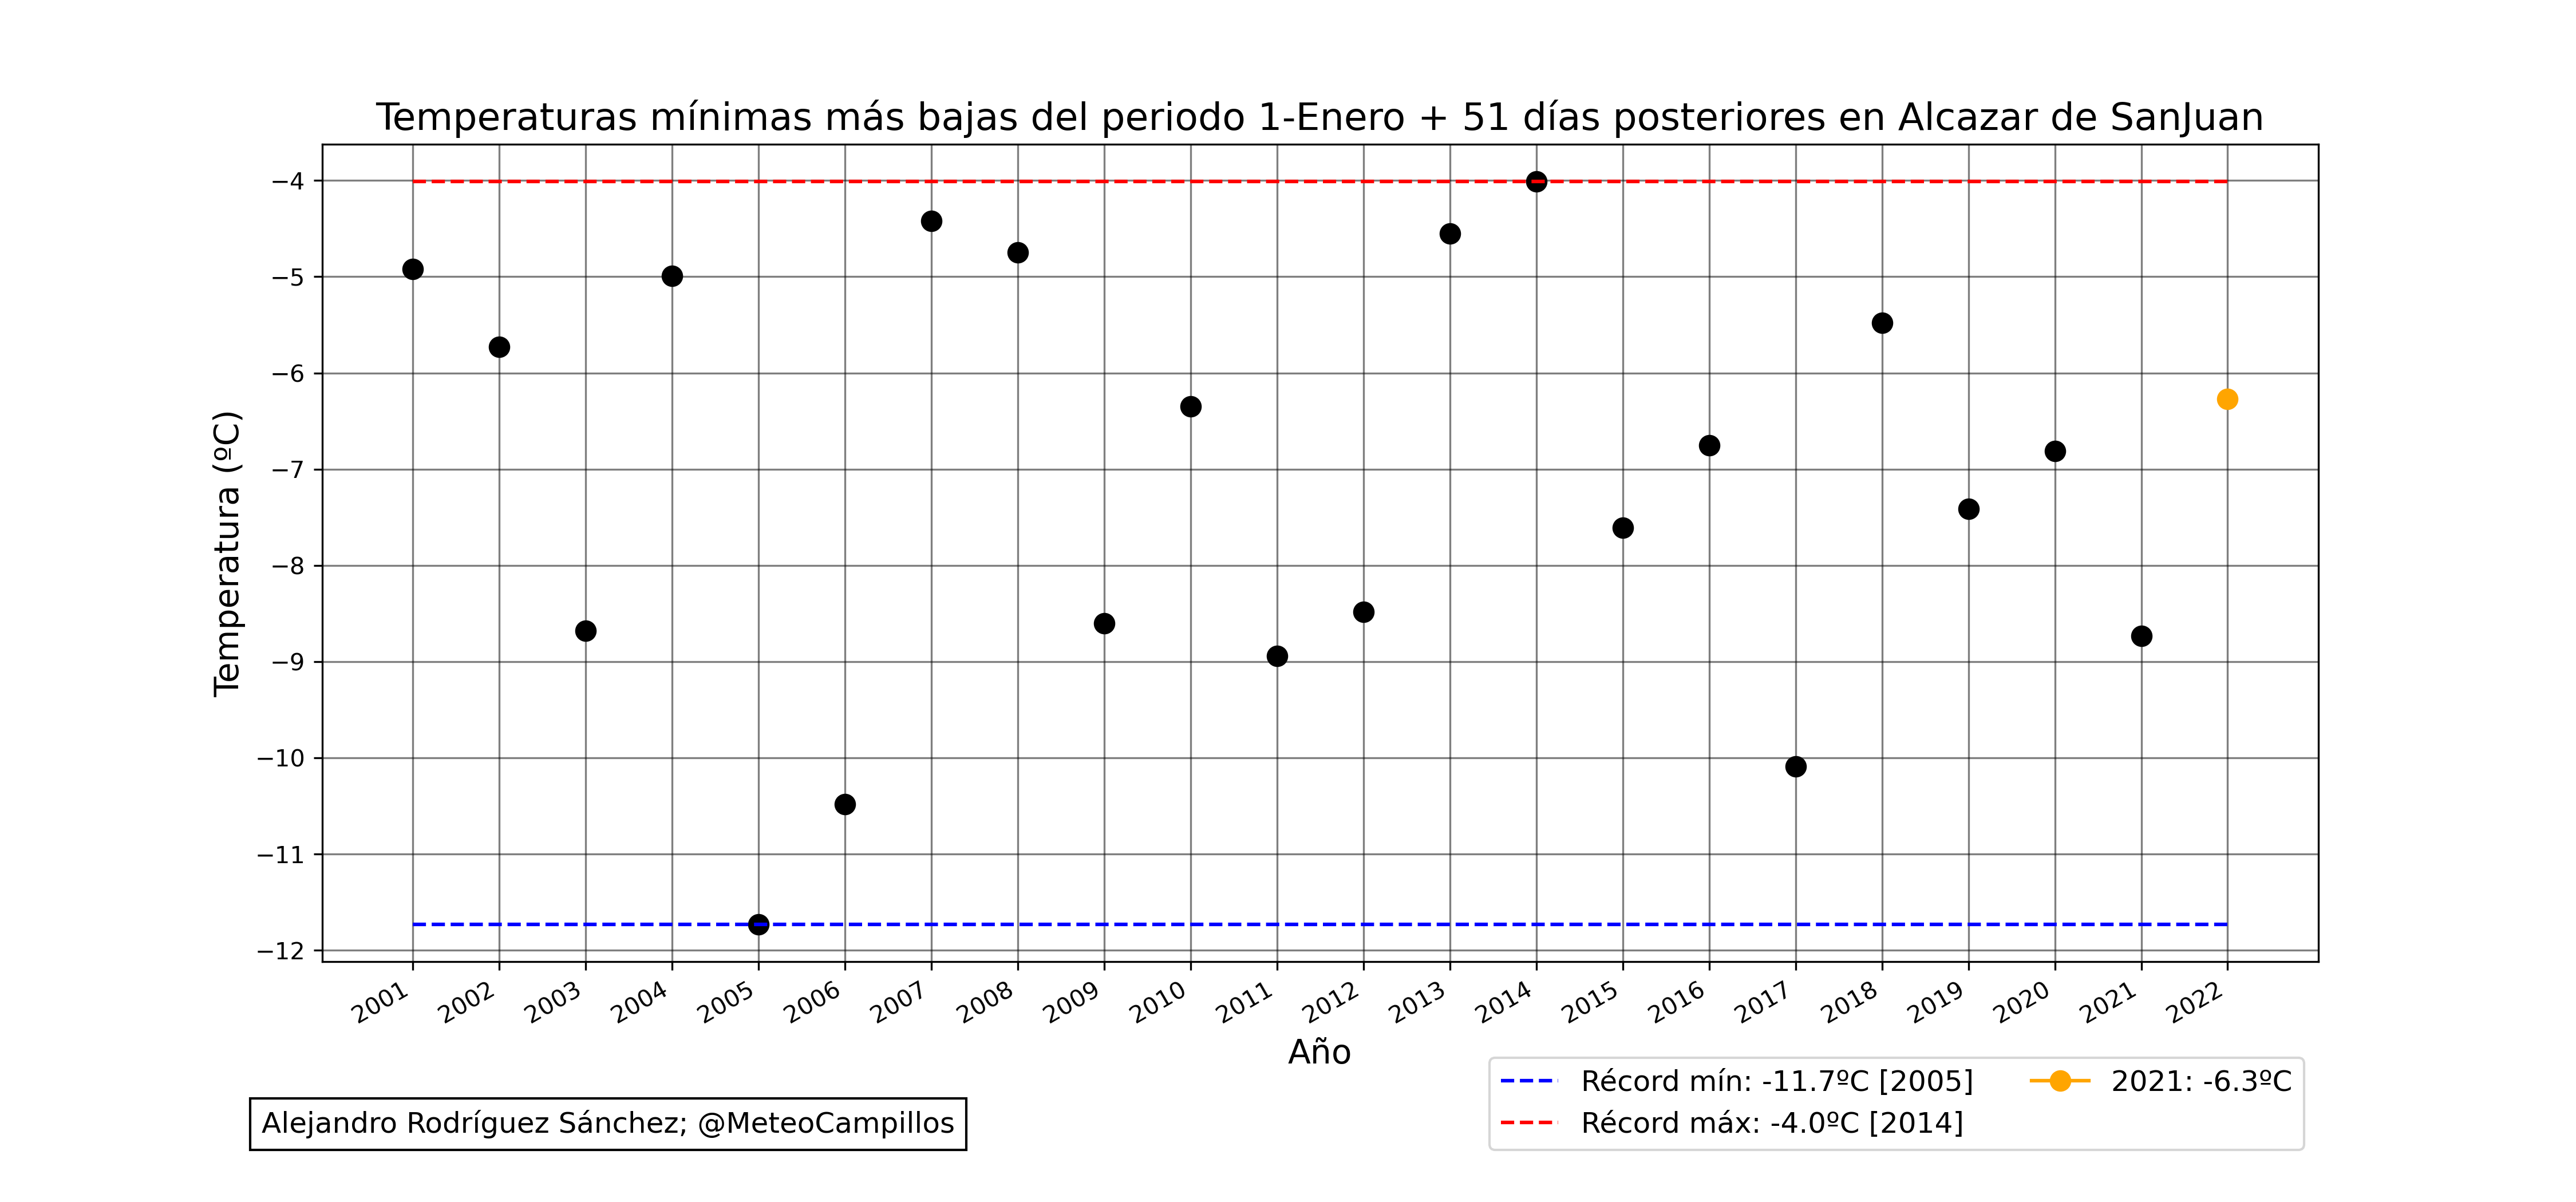 Temperaturas mínimas más bajas del periodo 1-Enero + 51 días posteriores en Alcazar de SanJuan
Temperatura (ºC)
−4
−5
−6
−7
−8
−9
−10
−11
−12
2001 2002 2003 2004 2005 2006 2007 2008 2009 2010 2011 2012 2013 2014 2015 2016 2017 2018 2019 2020 2021 2022
Año
Récord mín: -11.7ºC [2005]
Récord máx: -4.0ºC [2014]
2021: -6.3ºC
Alejandro Rodríguez Sánchez; @MeteoCampillos